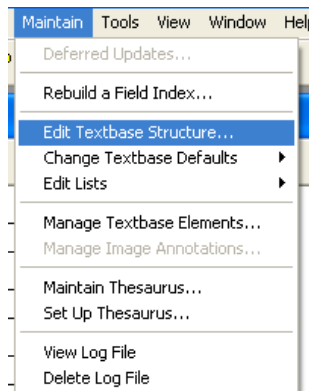 Maintain Tools View Window Help
Deferred Updates...
Rebuild a Field Index...
Edit Textbase Structure...
Change Textbase Defaults
Edit Lists
Manage Textbase Elements...
Manage Image Annotations...
Maintain Thesaurus...
Set Up Thesaurus...
View Log File
Delete Log File